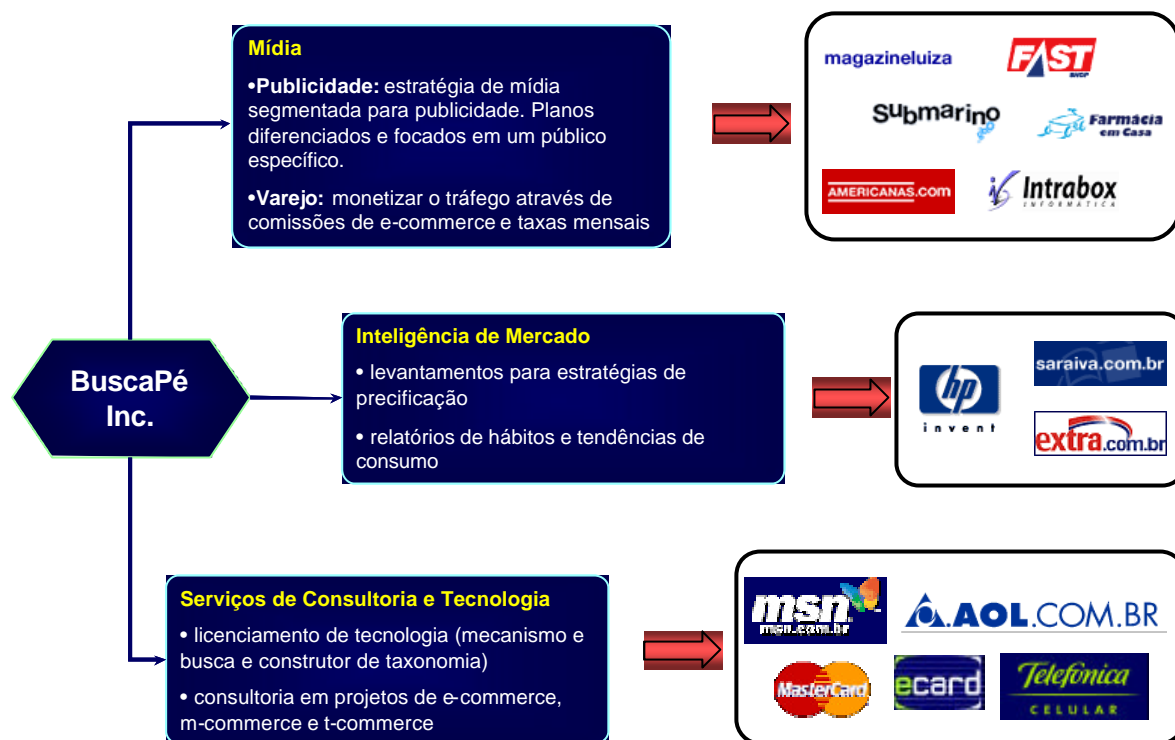 Mídia
•Publicidade: estratégia de mídia
segmentada para publicidade. Planos
diferenciados e focados em um público
específico.
•Varejo: monetizar o tráfego através de
comissões de e-commerce e taxas mensais
magazineluiza
FAST
SHOP
submarino
Farmácia
em Casa
AMERICANAS.com
Intrabox
INFORMÁTICA
BuscaPé
Inc.
Inteligência de Mercado
• levantamentos para estratégias de
precificação
• relatórios de hábitos e tendências de
consumo
hp
invent
saraiva.com.br
extra.com.br
Serviços de Consultoria e Tecnologia
• licenciamento de tecnologia (mecanismo e
busca e construtor de taxonomia)
• consultoria em projetos de e-commerce,
m-commerce e t-commerce
msn
msn.com.br
AOL.COM.BR
MasterCard
ecard
Telefónica
CELULAR